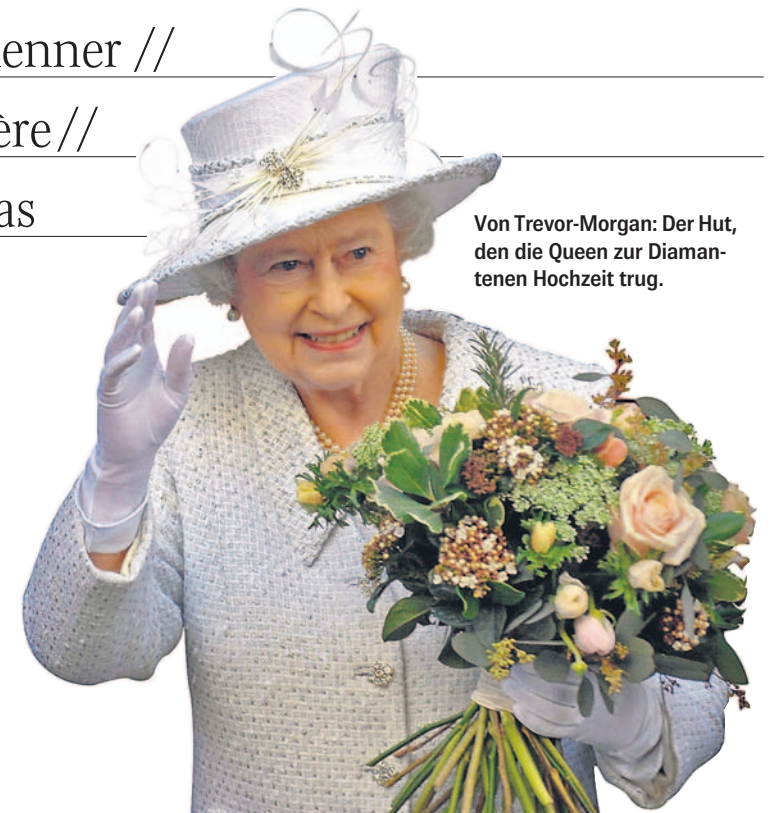 enner //
ère //
as
Von Trevor-Morgan: Der Hut,
den die Queen zur Diaman-
tenen Hochzeit trug.